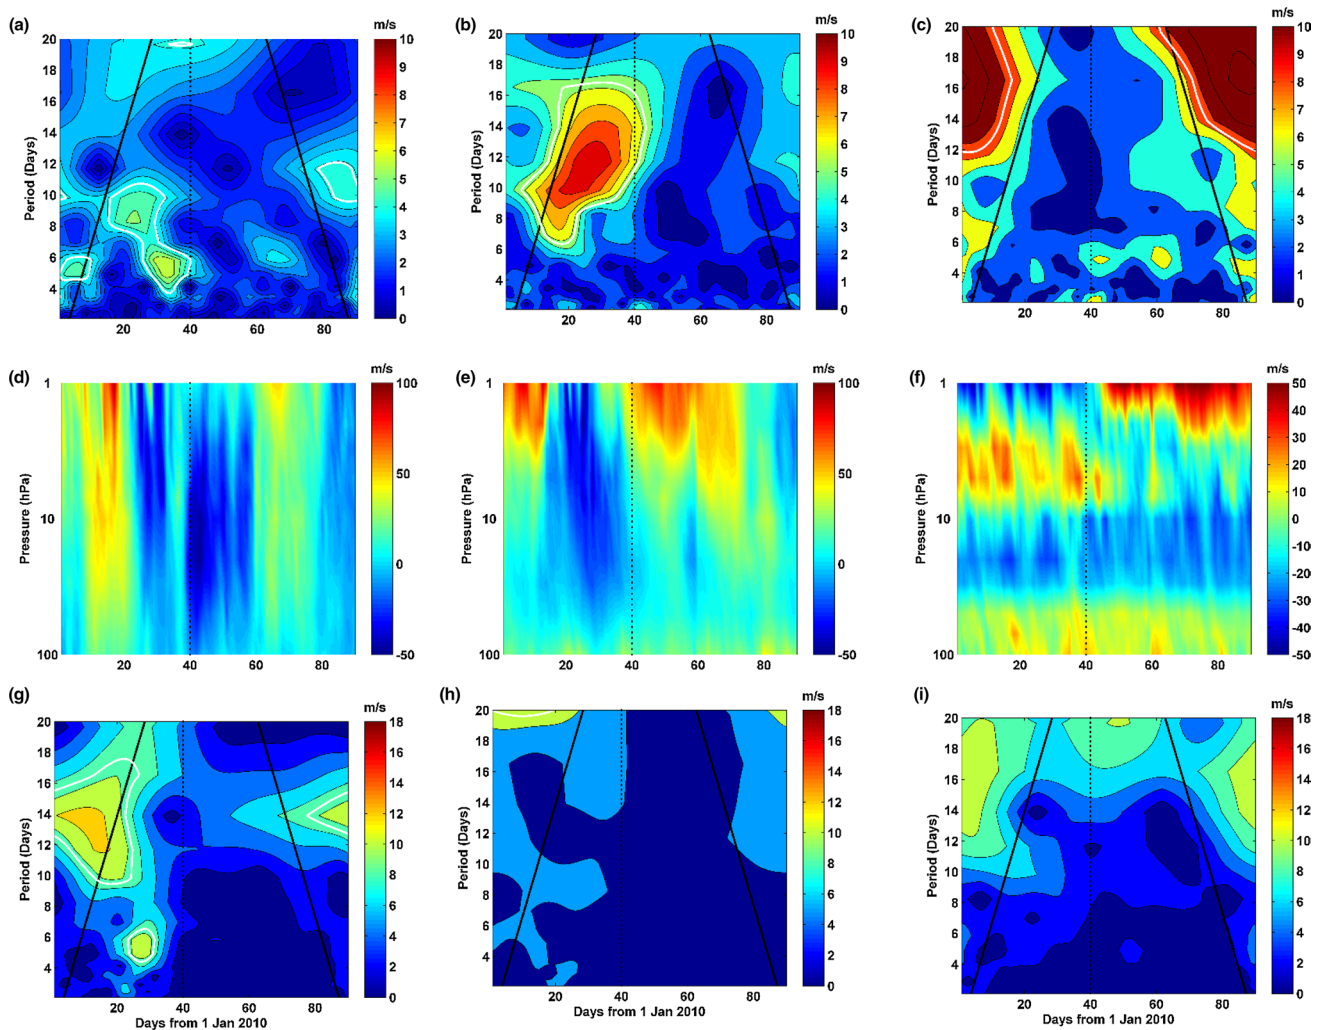 (a) m/s
20 18 16 14 12 10 8 6 4
Period (Days)
20 40 60 80
10 9 8 7 6 5 4 3 2 1 0
(b) m/s
20 18 16 14 12 10 8 6 4
Period (Days)
20 40 60 80
10 9 8 7 6 5 4 3 2 1 0
(c) m/s
20 18 16 14 12 10 8 6 4
Period (Days)
20 40 60 80
10 9 8 7 6 5 4 3 2 1 0
(d) m/s
1 10 100
Pressure (hPa)
20 40 60 80
100 50 0 -50
(e) m/s
1 10 100
Pressure (hPa)
20 40 60 80
100 50 0 -50
(f) m/s
1 10 100
Pressure (hPa)
20 40 60 80
50 40 30 20 10 0 -10 -20 -30 -40 -50
(g) m/s
20 18 16 14 12 10 8 6 4
Period (Days)
20 40 60 80
Days from 1 Jan 2010
18 16 14 12 10 8 6 4 2 0
(h) m/s
20 18 16 14 12 10 8 6 4
Period (Days)
20 40 60 80
Days from 1 Jan 2010
18 16 14 12 10 8 6 4 2 0
(i) m/s
20 18 16 14 12 10 8 6 4
Period (Days)
20 40 60 80
Days from 1 Jan 2010
18 16 14 12 10 8 6 4 2 0